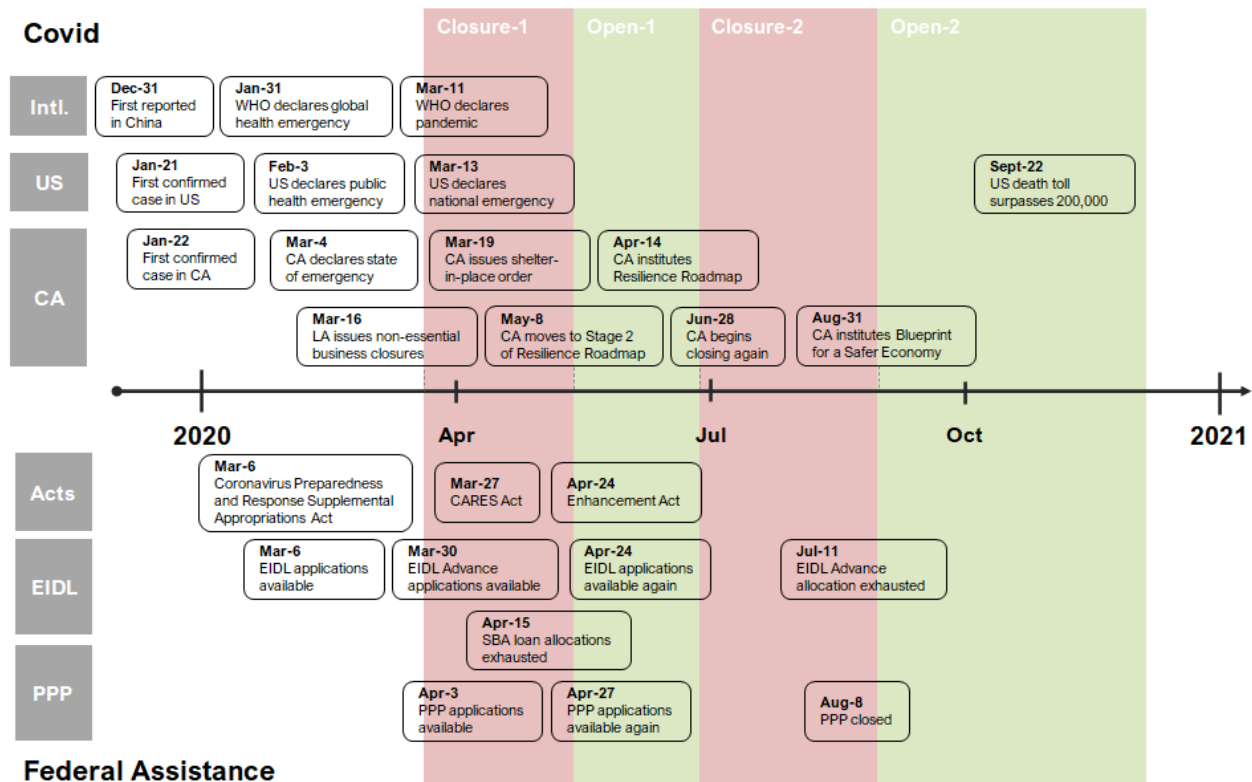 Covid
Closure-1
Open-1
Closure-2
Open-2
Intl.
Dec-31
First reported
in China
Jan-31
WHO declares global
health emergency
Mar-11
WHO declares
pandemic
US
Jan-21
First confirmed
case in US
Feb-3
US declares public
health emergency
Mar-13
US declares
national emergency
Sept-22
US death toll
surpasses 200,000
CA
Jan-22
First confirmed
case in CA
Mar-4
CA declares state
of emergency
Mar-19
CA issues shelter-
in-place order
Apr-14
CA institutes
Resilience Roadmap
Mar-16
LA issues non-essential
business closures
May-8
CA moves to Stage 2
of Resilience Roadmap
Jun-28
CA begins
closing again
Aug-31
CA institutes Blueprint
for a Safer Economy
2020
Apr
Jul
Oct
2021
Acts
Mar-6
Coronavirus Preparedness
and Response Supplemental
Appropriations Act
Mar-27
CARES Act
Apr-24
Enhancement Act
EIDL
Mar-6
EIDL applications
available
Mar-30
EIDL Advance
applications available
Apr-24
EIDL applications
available again
Jul-11
EIDL Advance
allocation exhausted
Apr-15
SBA loan allocations
exhausted
PPP
Apr-3
PPP applications
available
Apr-27
PPP applications
available again
Aug-8
PPP closed
Federal Assistance